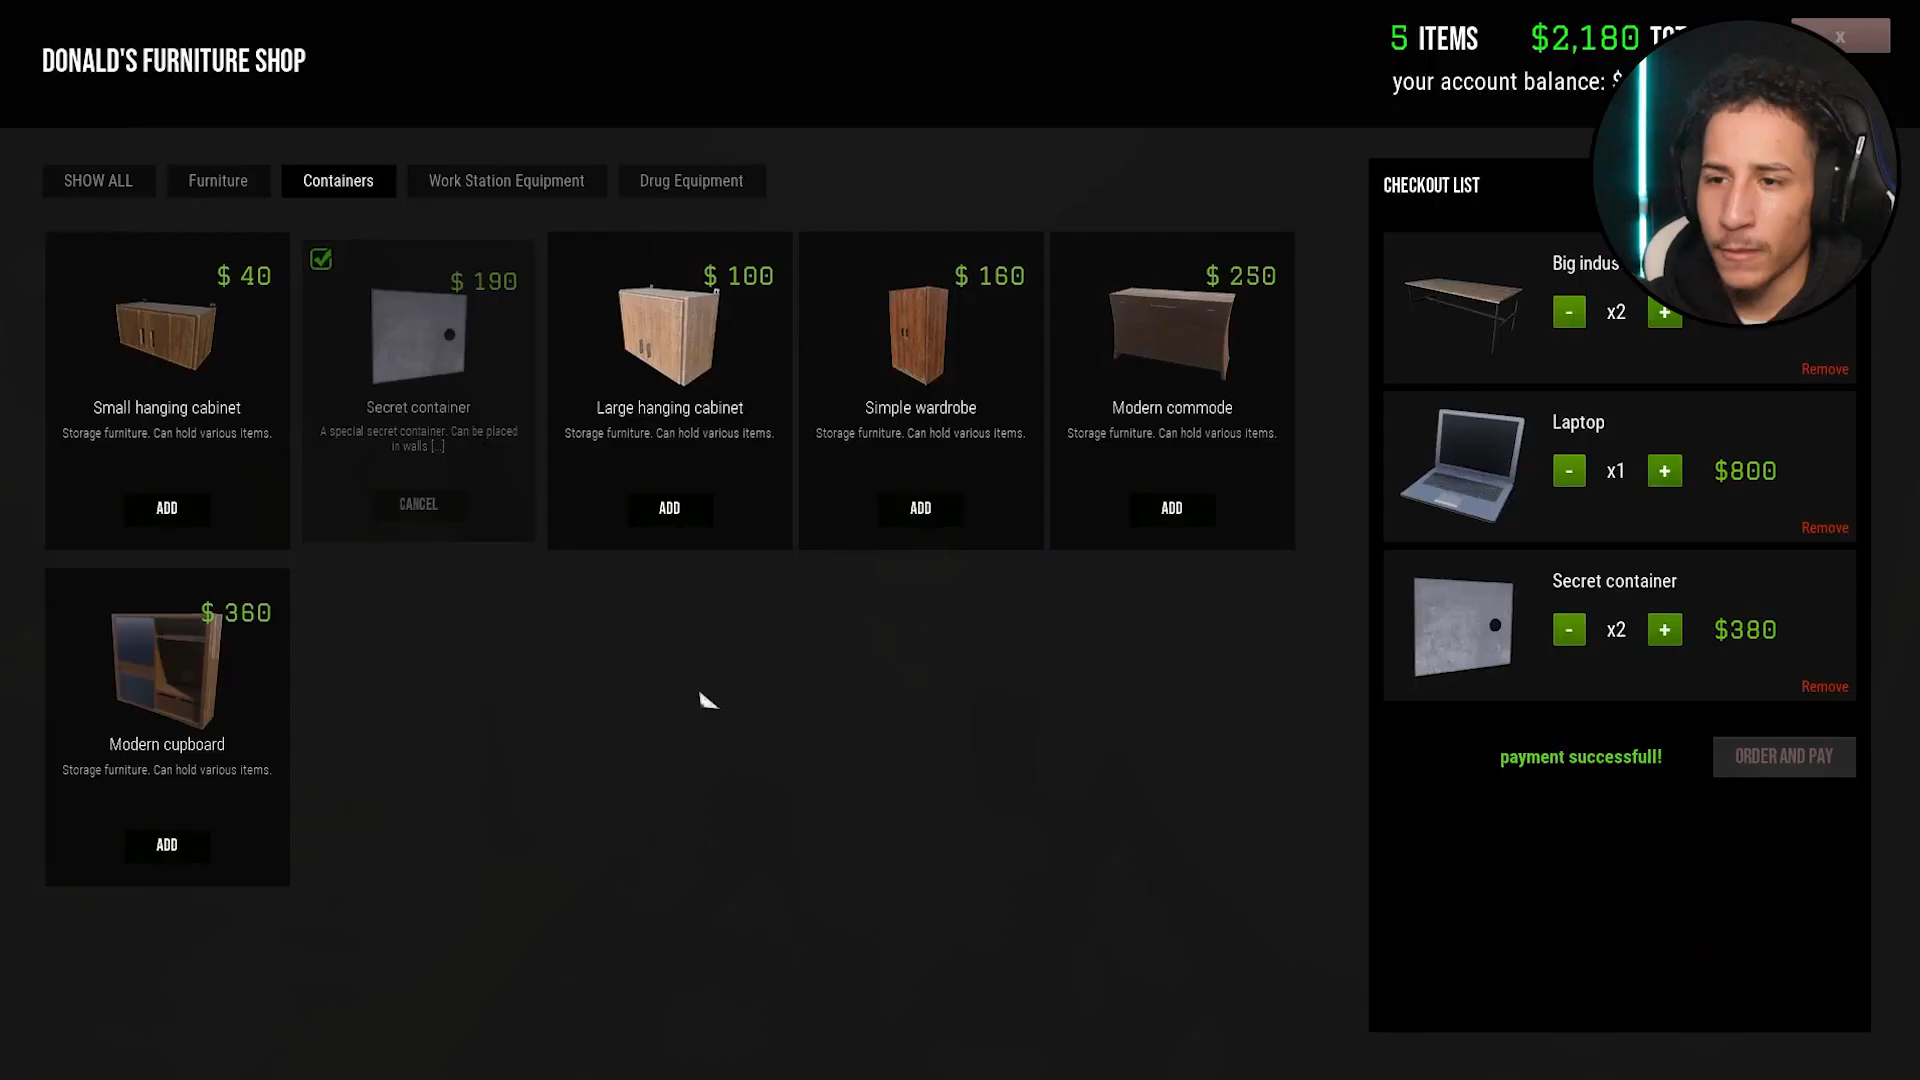 DONALD'S FURNITURE SHOP
5 ITEMS $2,180
your account balance:
X
SHOW ALL
Furniture
Containers
Work Station Equipment
Drug Equipment
$ 40
Small hanging cabinet
Storage furniture. Can hold various items.
ADD
$ 190
Secret container
A special secret container. Can be placed
in walls [...]
CANCEL
$ 100
Large hanging cabinet
Storage furniture. Can hold various items.
ADD
$ 160
Simple wardrobe
Storage furniture. Can hold various items.
ADD
$ 250
Modern commode
Storage furniture. Can hold various items.
ADD
$ 360
Modern cupboard
Storage furniture. Can hold various items.
ADD
CHECKOUT LIST
Big indus
- x2 +
Remove
Laptop
- x1 + $800
Remove
Secret container
- x2 + $380
Remove
payment successfull!
ORDER AND PAY